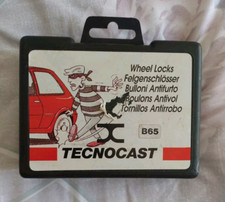 Wheel Locks
Felgenschlösser
Bulloni Antifurto
Boulons Antivol
Tornillos Antirrobo
B65
TECNOCAST